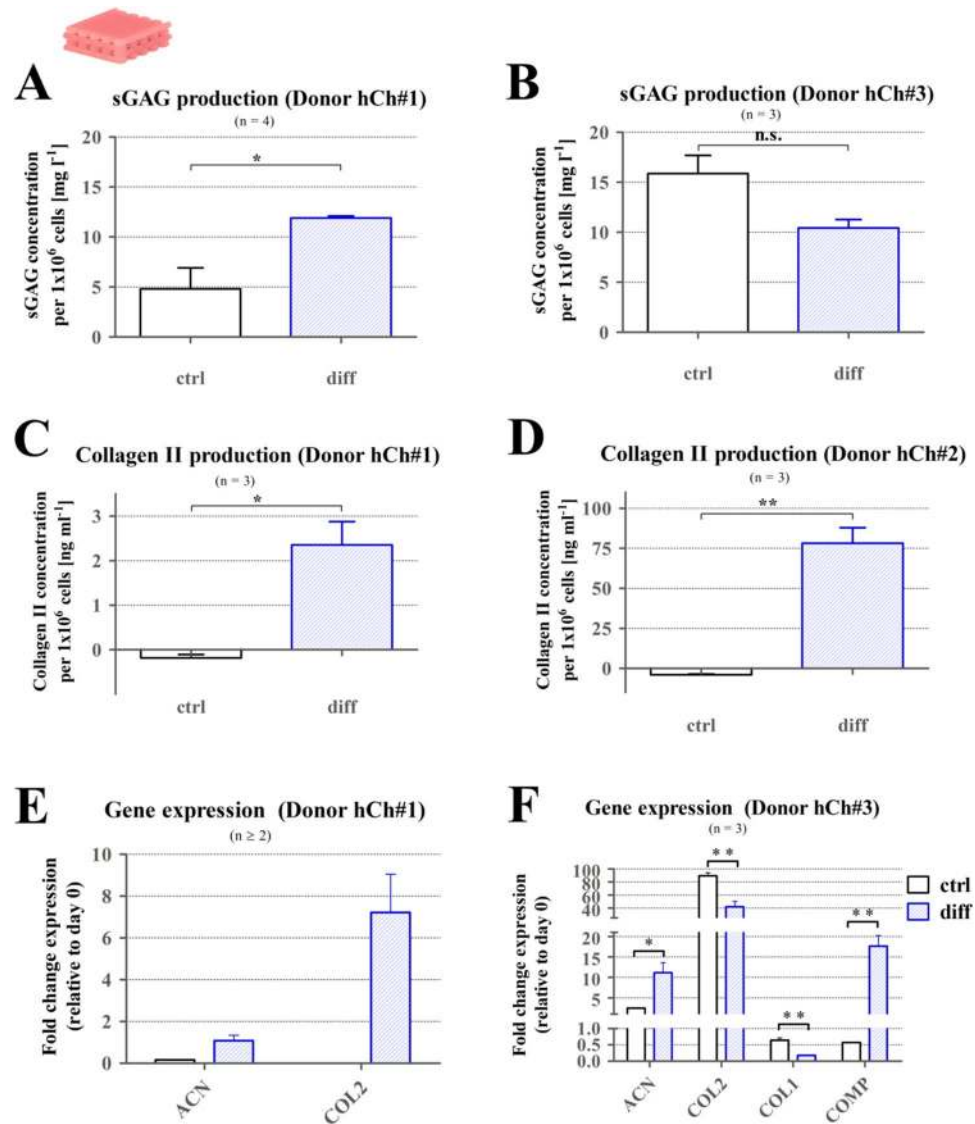 A
sGAG production (Donor hCh#1)
(n = 4)
sGAG concentration
per 1x10⁶ cells [mg l⁻¹]
20
15
10
5
0
*
ctrl
diff
B
sGAG production (Donor hCh#3)
(n = 3)
sGAG concentration
per 1x10⁶ cells [mg l⁻¹]
20
15
10
5
0
n.s.
ctrl
diff
C
Collagen II production (Donor hCh#1)
(n = 3)
Collagen II concentration
per 1x10⁶ cells [ng ml⁻¹]
3
2
1
0
*
ctrl
diff
D
Collagen II production (Donor hCh#2)
(n = 3)
Collagen II concentration
per 1x10⁶ cells [ng ml⁻¹]
100
75
50
25
0
**
ctrl
diff
E
Gene expression (Donor hCh#1)
(n ≥ 2)
Fold change expression
(relative to day 0)
10
8
6
4
2
0
ACN
COL2
F
Gene expression (Donor hCh#3)
(n = 3)
Fold change expression
(relative to day 0)
100
80
60
40
20
15
10
5
1.0
0.5
0.0
*
* *
* *
* *
ACN
COL2
COL1
COMP
ctrl
diff